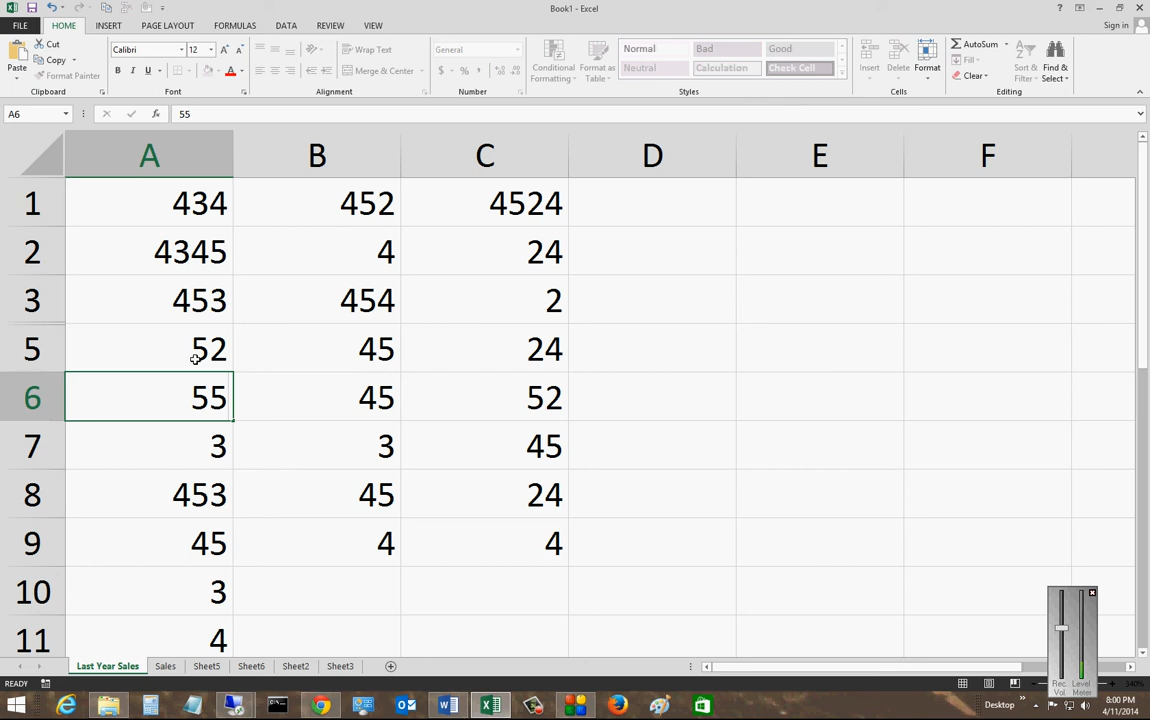 Book1 - Excel
FILE HOME INSERT PAGE LAYOUT FORMULAS DATA REVIEW VIEW Sign in
Paste Cut Copy Format Painter Clipboard
Calibri 12 B I U A Font
Wrap Text Merge & Center Alignment
General $ % , Number
Conditional Formatting Format as Table
Normal Bad Good
Neutral Calculation Check Cell
Styles
Insert Delete Format Cells
AutoSum Fill Clear Sort & Filter Find & Select Editing
A6 fx 55
A B C D E F
1 434 452 4524
2 4345 4 24
3 453 454 2
5 52 45 24
6 55 45 52
7 3 3 45
8 453 45 24
9 45 4 4
10 3
11 4
Rec. Vol Level Meter
Last Year Sales Sales Sheet5 Sheet6 Sheet2 Sheet3
READY 340%
Desktop 8:00 PM
4/11/2014